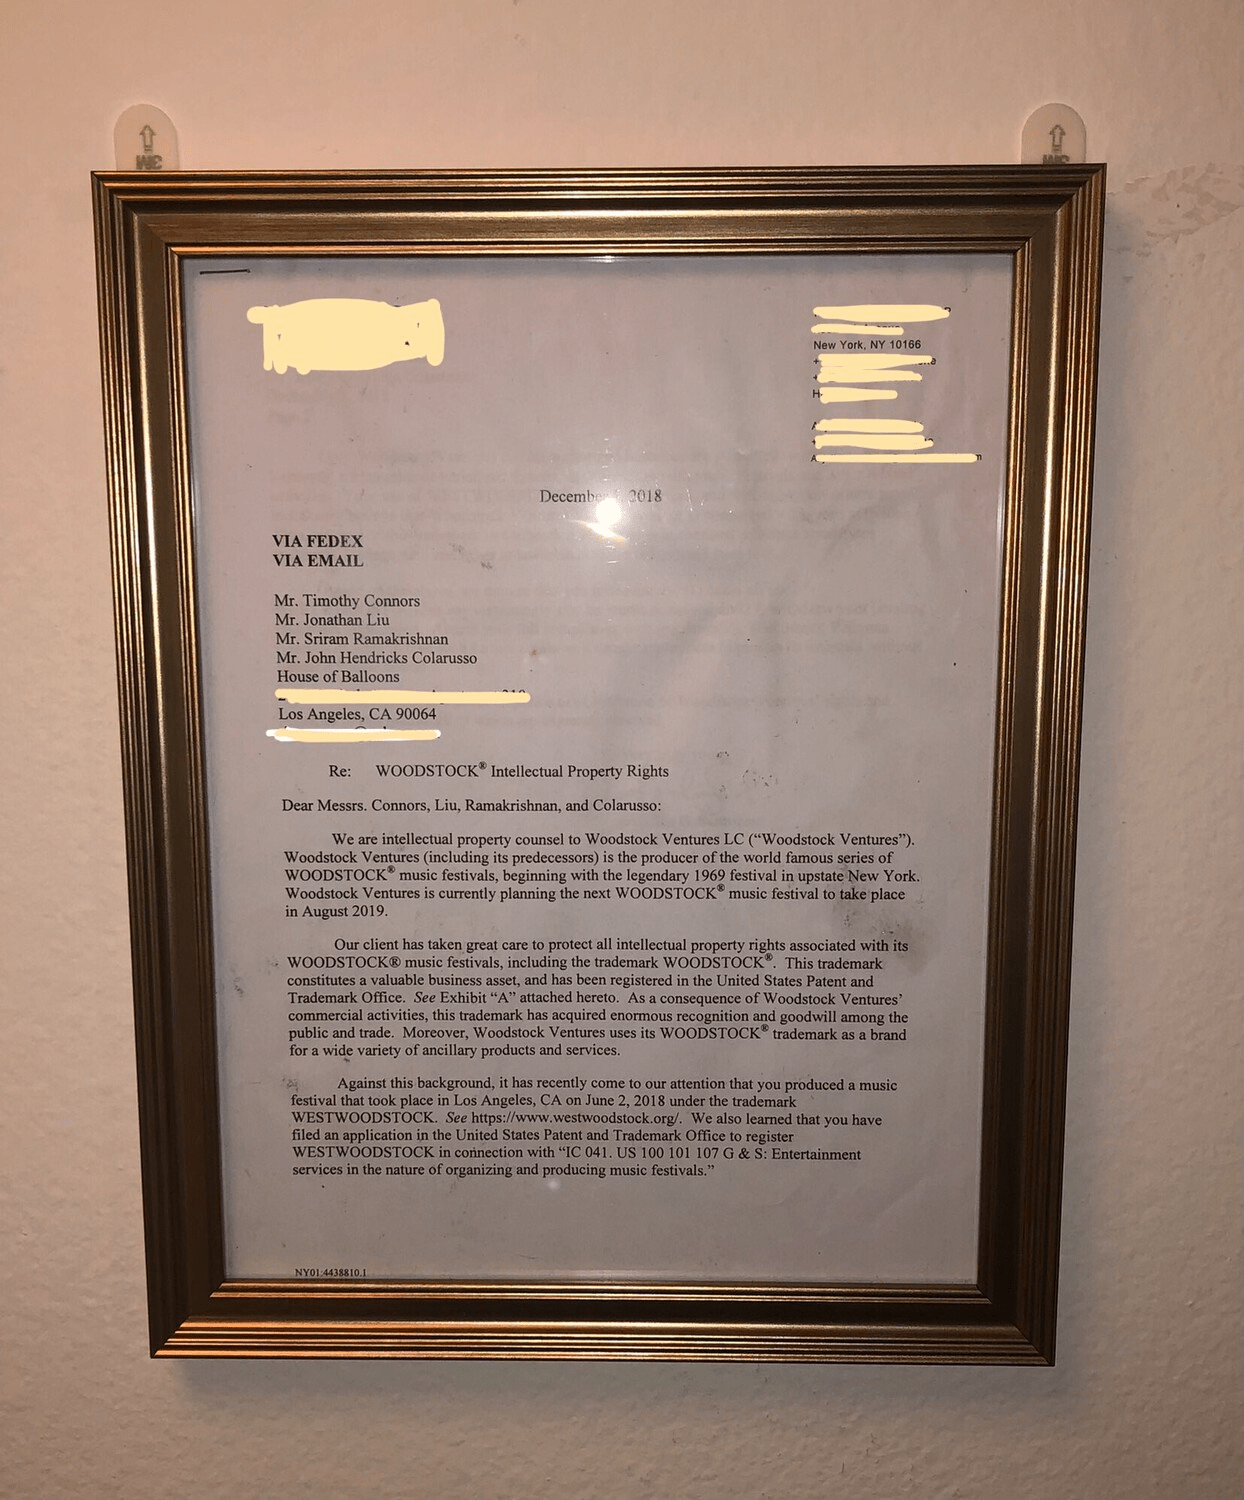 3M
3M
New York, NY 10166
December 2018
VIA FEDEX
VIA EMAIL
Mr. Timothy Connors
Mr. Jonathan Liu
Mr. Sriram Ramakrishnan
Mr. John Hendricks Colarusso
House of Balloons
Los Angeles, CA 90064
Re: WOODSTOCK® Intellectual Property Rights
Dear Messrs. Connors, Liu, Ramakrishnan, and Colarusso:
We are intellectual property counsel to Woodstock Ventures LC (“Woodstock Ventures”).
Woodstock Ventures (including its predecessors) is the producer of the world famous series of
WOODSTOCK® music festivals, beginning with the legendary 1969 festival in upstate New York.
Woodstock Ventures is currently planning the next WOODSTOCK® music festival to take place
in August 2019.
Our client has taken great care to protect all intellectual property rights associated with its
WOODSTOCK® music festivals, including the trademark WOODSTOCK®. This trademark
constitutes a valuable business asset, and has been registered in the United States Patent and
Trademark Office. See Exhibit “A” attached hereto. As a consequence of Woodstock Ventures’
commercial activities, this trademark has acquired enormous recognition and goodwill among the
public and trade. Moreover, Woodstock Ventures uses its WOODSTOCK® trademark as a brand
for a wide variety of ancillary products and services.
Against this background, it has recently come to our attention that you produced a music
festival that took place in Los Angeles, CA on June 2, 2018 under the trademark
WESTWOODSTOCK. See https://www.westwoodstock.org/. We also learned that you have
filed an application in the United States Patent and Trademark Office to register
WESTWOODSTOCK in connection with “IC 041. US 100 101 107 G & S: Entertainment
services in the nature of organizing and producing music festivals.”
NY01:4438810.1